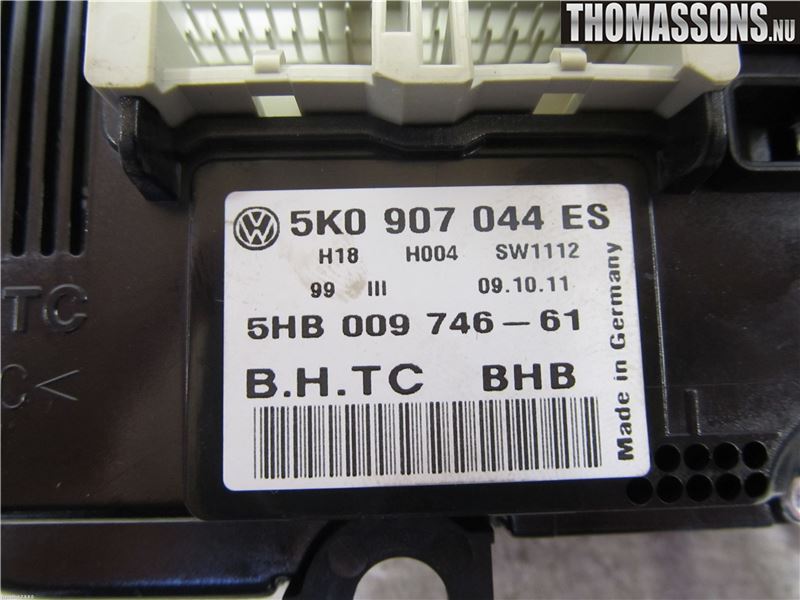 THOMASSONS.NU
5K0 907 044 ES
H18 H004 SW1112
99 III 09.10.11
5HB 009 746-61
B.H.TC BHB
Made in Germany
TC
C<